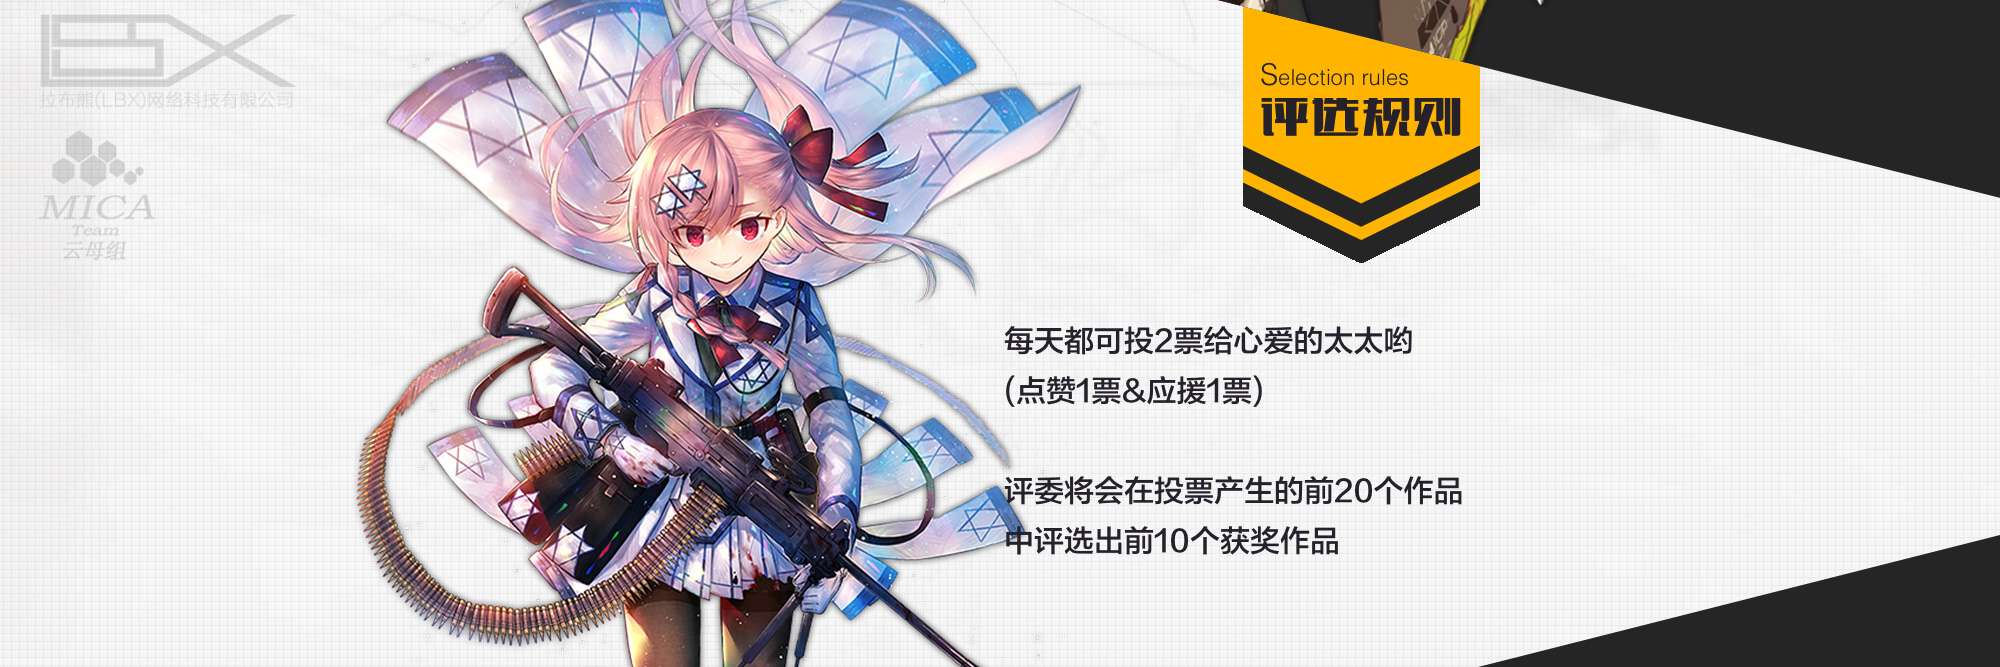 LBX
拉布熊(LBX)网络科技有限公司
MICA
Team
云母组
Selection rules
评选规则
每天都可投2票给心爱的太太哟
(点赞1票&应援1票)
评委将会在投票产生的前20个作品
中评选出前10个获奖作品